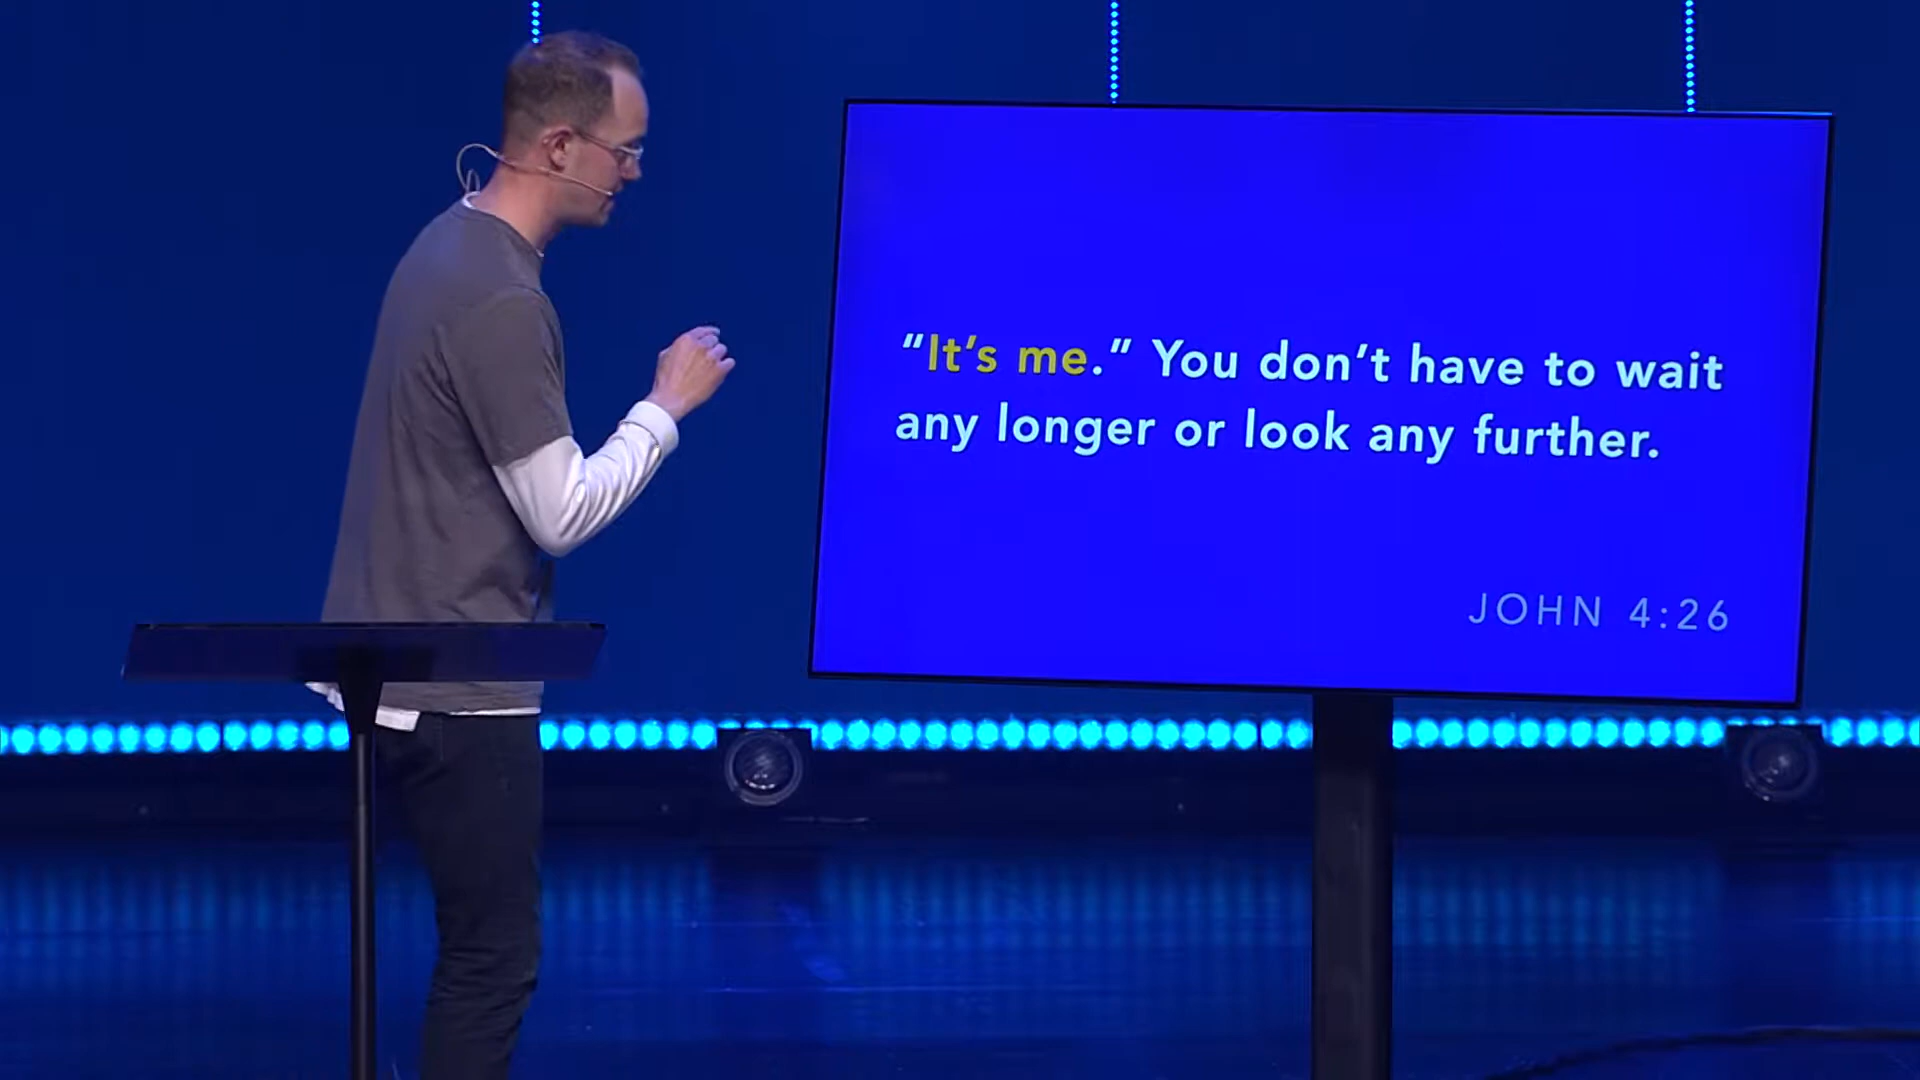 “It’s me.” You don’t have to wait
any longer or look any further.
JOHN 4:26